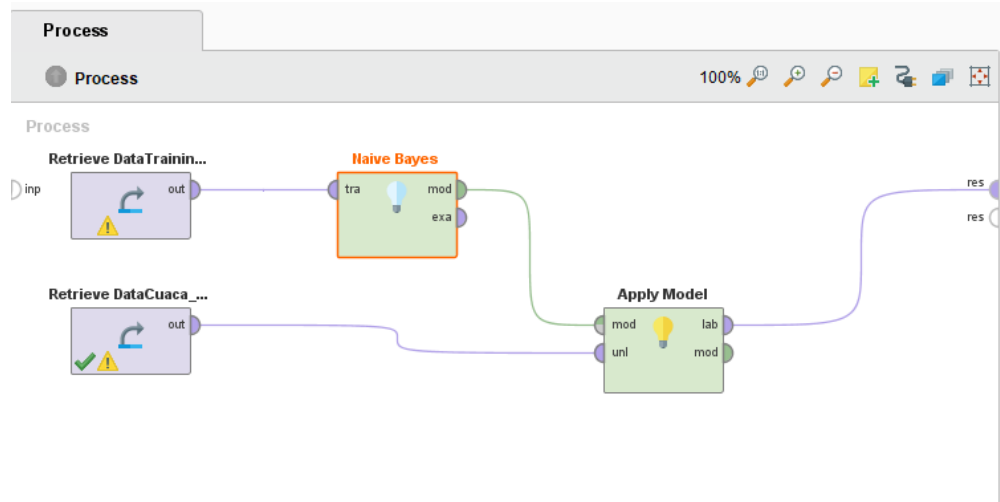 Process
Process
100%
Process
Retrieve DataTrainin...
Naive Bayes
inp
out
tra
mod
exa
res
res
Retrieve DataCuaca_...
Apply Model
out
mod
lab
unl
mod